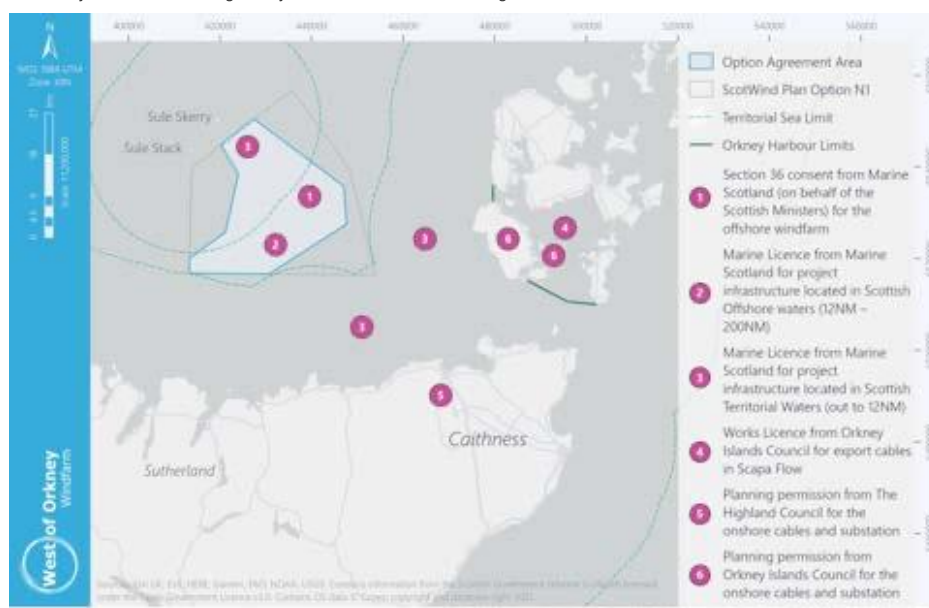 400000 420000 440000 460000 480000 500000 520000 540000 560000
N
WGS 1984 UTM
Zone 30N
Sule Skerry
Sule Stack
3
1
2
3
6
4
6
3
5
Caithness
Sutherland
West of Orkney
Windfarm
Option Agreement Area
ScotWind Plan Option N1
Territorial Sea Limit
Orkney Harbour Limits
1
Section 36 consent from Marine
Scotland (on behalf of the
Scottish Ministers) for the
offshore windfarm
2
Marine Licence from Marine
Scotland for project
infrastructure located in Scottish
Offshore waters (12NM –
200NM)
3
Marine Licence from Marine
Scotland for project
infrastructure located in Scottish
Territorial Waters (out to 12NM)
4
Works Licence from Orkney
Islands Council for export cables
in Scapa Flow
5
Planning permission from The
Highland Council for the
onshore cables and substation
6
Planning permission from
Orkney Islands Council for the
onshore cables and substation